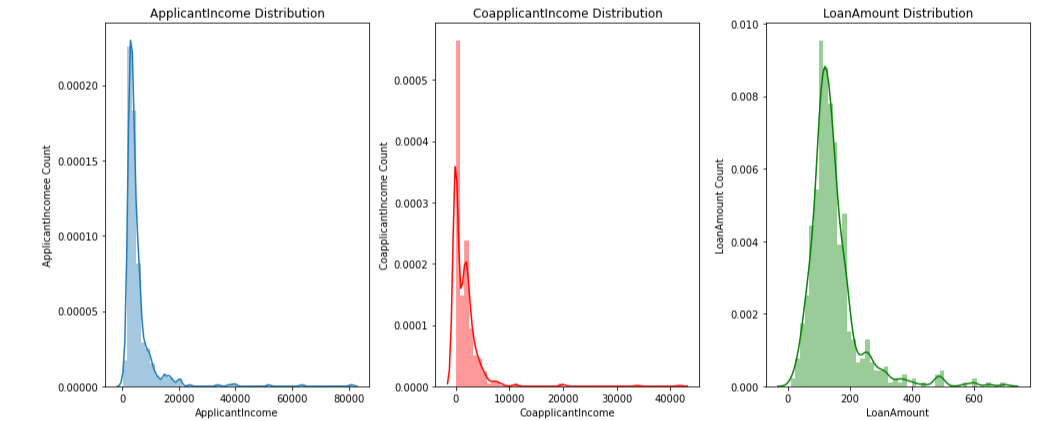 ApplicantIncome Distribution
ApplicantIncomee Count
0.00020
0.00015
0.00010
0.00005
0.00000
0 20000 40000 60000 80000
ApplicantIncome
CoapplicantIncome Distribution
CoapplicantIncome Count
0.0005
0.0004
0.0003
0.0002
0.0001
0.0000
0 10000 20000 30000 40000
CoapplicantIncome
LoanAmount Distribution
LoanAmount Count
0.010
0.008
0.006
0.004
0.002
0.000
0 200 400 600
LoanAmount